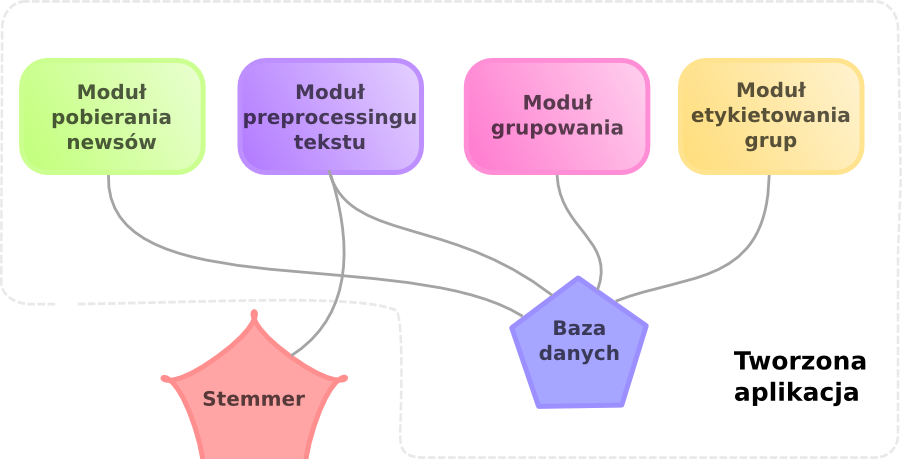 Moduł
pobierania
newsów
Moduł
preprocessingu
tekstu
Moduł
grupowania
Moduł
etykietowania
grup
Baza
danych
Stemmer
Tworzona
aplikacja